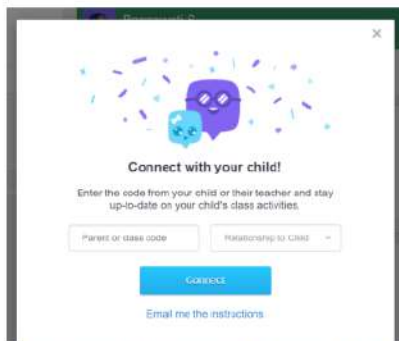 Connect with your child!
Enter the code from your child or their teacher and stay
up-to-date on your child's class activities.
Parent or class code
Relationship to Child
Connect
Email me the instructions